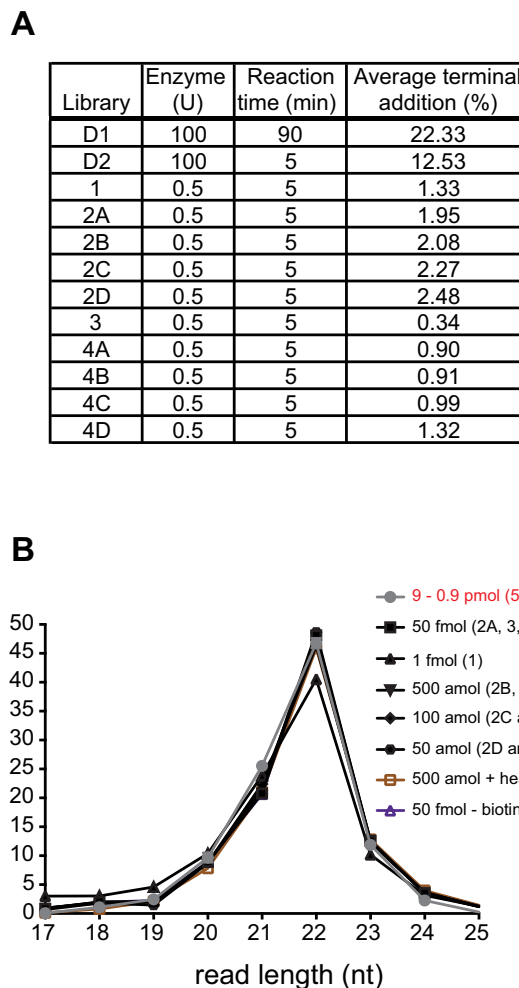 A
Library Enzyme (U) Reaction time (min) Average terminal addition (%)
D1 100 90 22.33
D2 100 5 12.53
1 0.5 5 1.33
2A 0.5 5 1.95
2B 0.5 5 2.08
2C 0.5 5 2.27
2D 0.5 5 2.48
3 0.5 5 0.34
4A 0.5 5 0.90
4B 0.5 5 0.91
4C 0.5 5 0.99
4D 0.5 5 1.32
B
9 - 0.9 pmol (5
50 fmol (2A, 3,
1 fmol (1)
500 amol (2B,
100 amol (2C a
50 amol (2D an
500 amol + he
50 fmol - biotin
50
45
40
35
30
25
20
15
10
5
0
17 18 19 20 21 22 23 24 25
read length (nt)